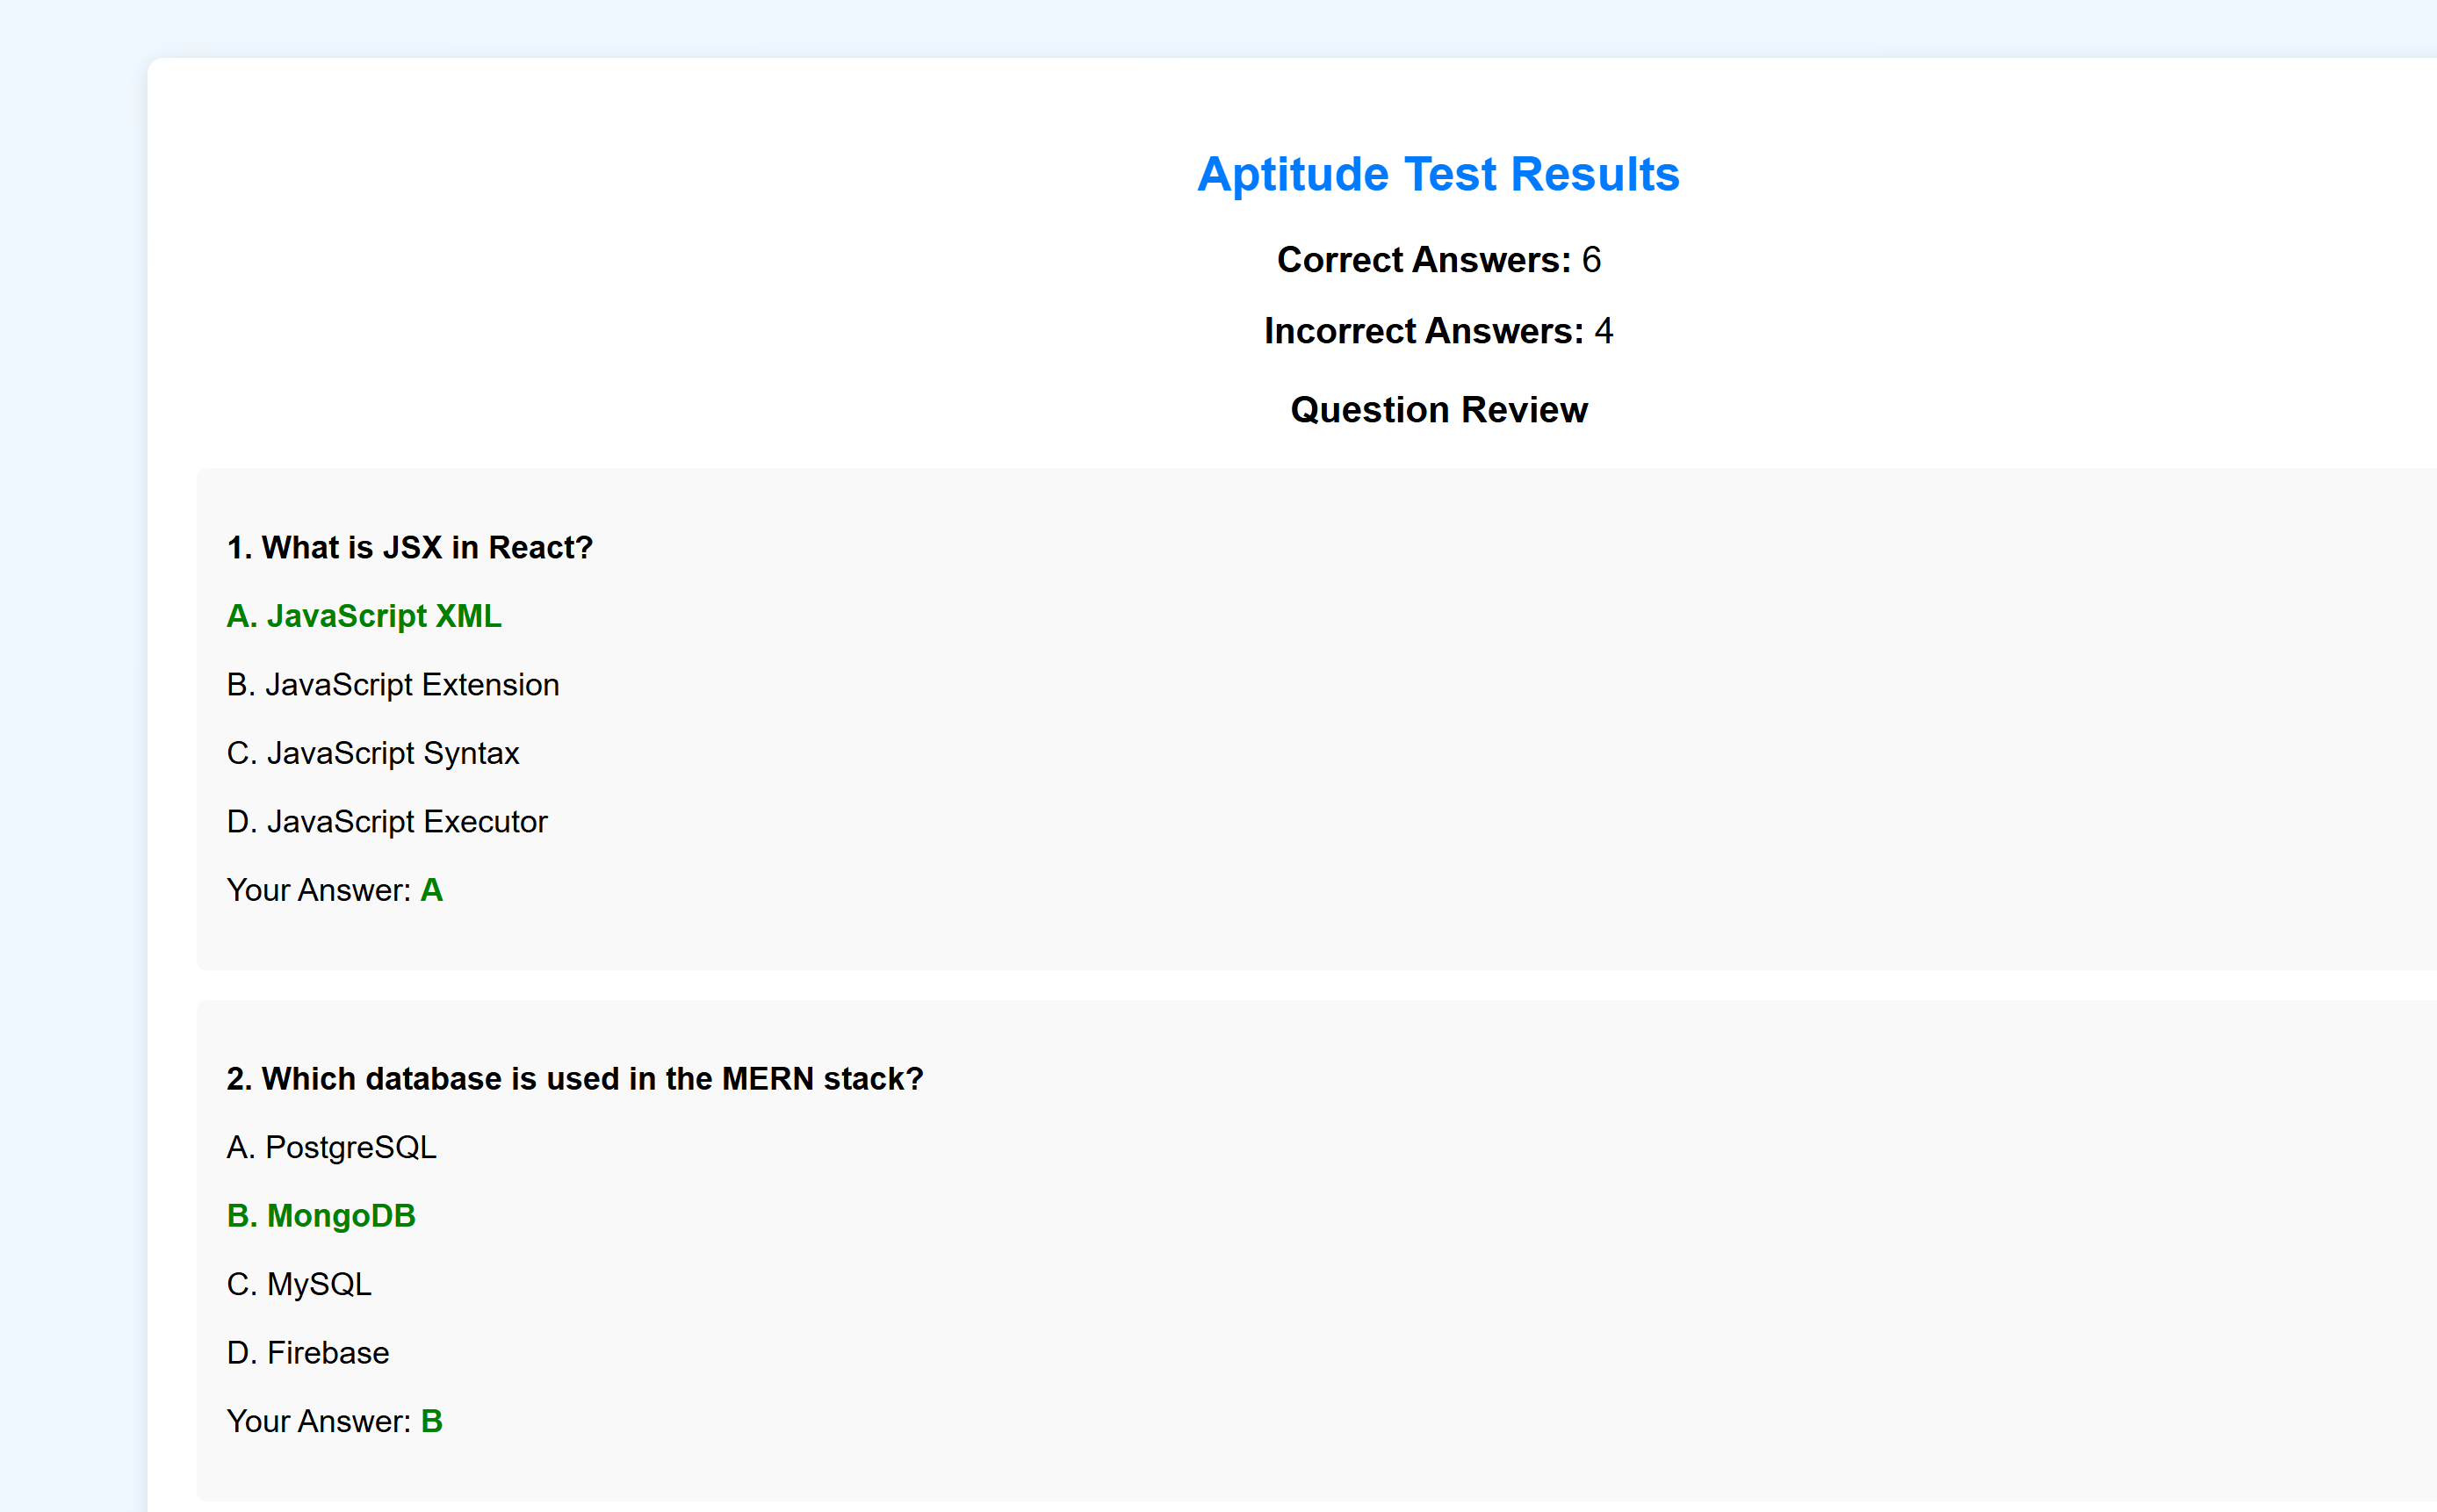 Aptitude Test Results
Correct Answers: 6
Incorrect Answers: 4
Question Review
1. What is JSX in React?
A. JavaScript XML
B. JavaScript Extension
C. JavaScript Syntax
D. JavaScript Executor
Your Answer: A
2. Which database is used in the MERN stack?
A. PostgreSQL
B. MongoDB
C. MySQL
D. Firebase
Your Answer: B